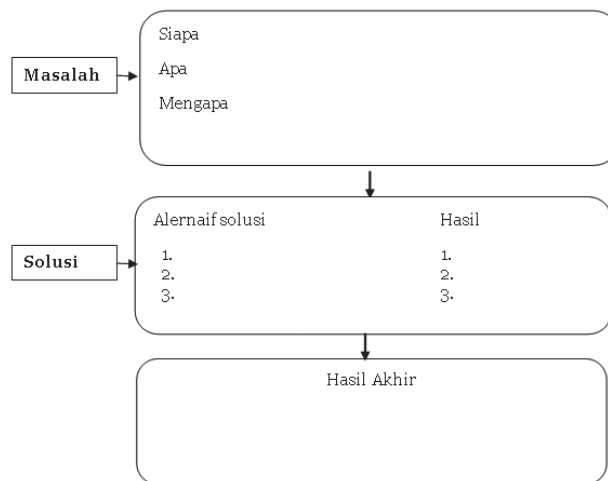 Siapa
Masalah
Apa
Mengapa
Alernaif solusi
Hasil
Solusi
1.
2.
3.
1.
2.
3.
Hasil Akhir